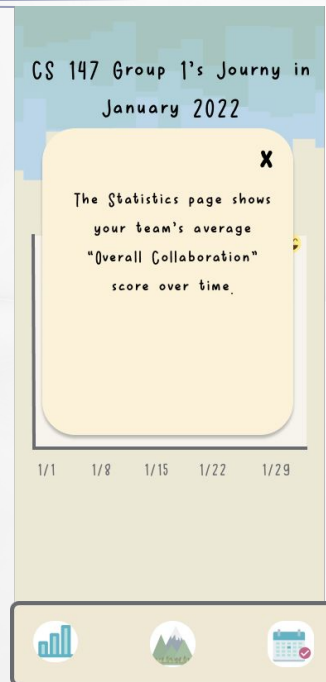 CS 147 Group 1's Journy in
January 2022
X
The Statistics page shows
your team's average
"Overall Collaboration"
score over time.
1/1 1/8 1/15 1/22 1/29